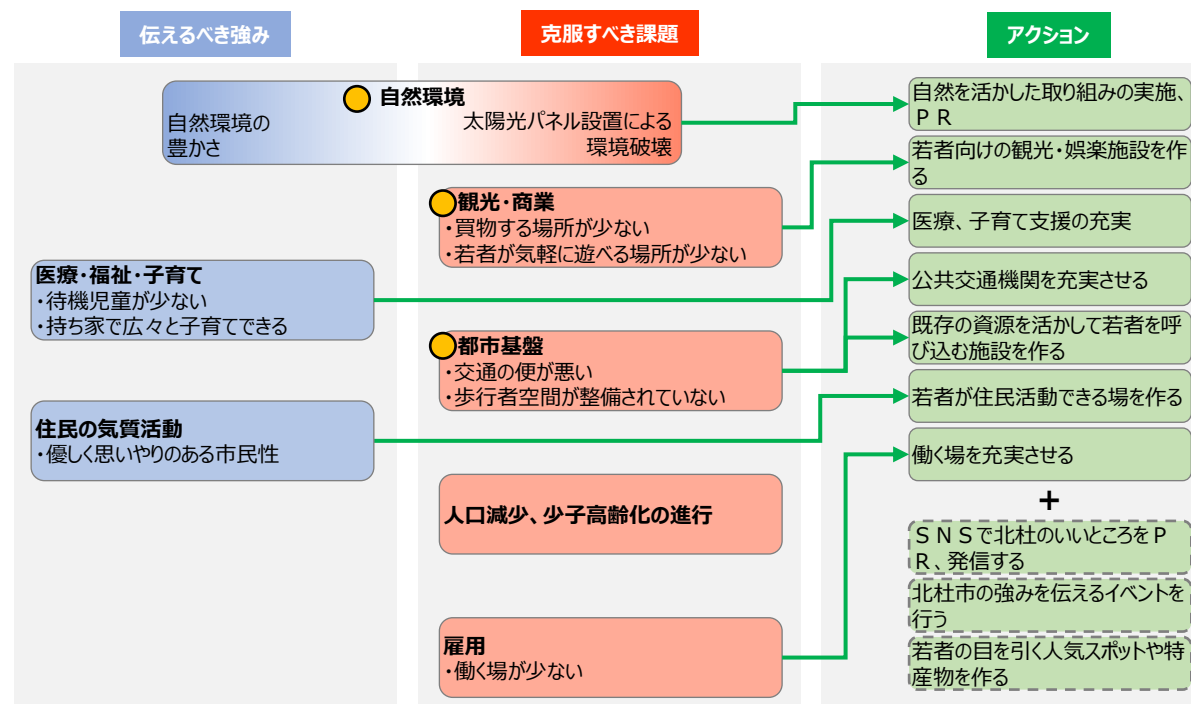 伝えるべき強み
克服すべき課題
アクション
自然環境
自然環境の
豊かさ
太陽光パネル設置による
環境破壊
観光・商業
・買物する場所が少ない
・若者が気軽に遊べる場所が少ない
医療・福祉・子育て
・待機児童が少ない
・持ち家で広々と子育てできる
都市基盤
・交通の便が悪い
・歩行者空間が整備されていない
住民の気質活動
・優しく思いやりのある市民性
人口減少、少子高齢化の進行
雇用
・働く場が少ない
自然を活かした取り組みの実施、
ＰＲ
若者向けの観光・娯楽施設を作
る
医療、子育て支援の充実
公共交通機関を充実させる
既存の資源を活かして若者を呼
び込む施設を作る
若者が住民活動できる場を作る
働く場を充実させる
+
ＳＮＳで北杜のいいところをＰ
Ｒ、発信する
北杜市の強みを伝えるイベントを
行う
若者の目を引く人気スポットや特
産物を作る